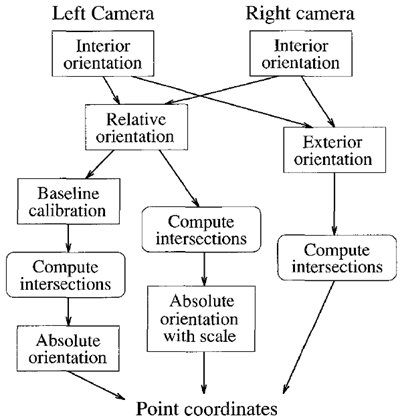 Left Camera
Right camera
Interior
orientation
Interior
orientation
Relative
orientation
Exterior
orientation
Baseline
calibration
Compute
intersections
Compute
intersections
Compute
intersections
Absolute
orientation
with scale
Absolute
orientation
Point coordinates